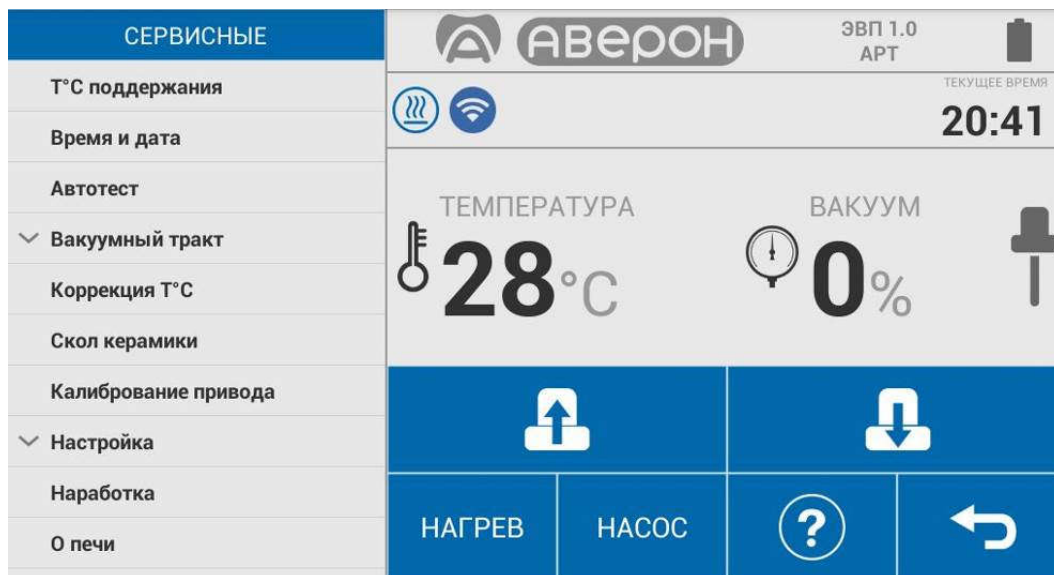 СЕРВИСНЫЕ
Т°С поддержания
Время и дата
Автотест
Вакуумный тракт
Коррекция Т°С
Скол керамики
Калибрование привода
Настройка
Наработка
О печи
Аверон
ЭВП 1.0
АРТ
ТЕКУЩЕЕ ВРЕМЯ
20:41
ТЕМПЕРАТУРА
28°C
ВАКУУМ
0%
НАГРЕВ
НАСОС
?